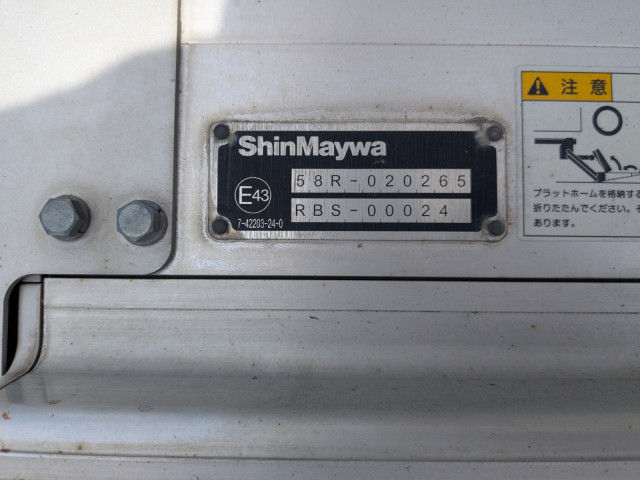 ShinMaywa
58R-020265
E43
RBS-00024
7-42203-24-0
注意
プラットホームを格納する
折りたたんでください。そ
あります。